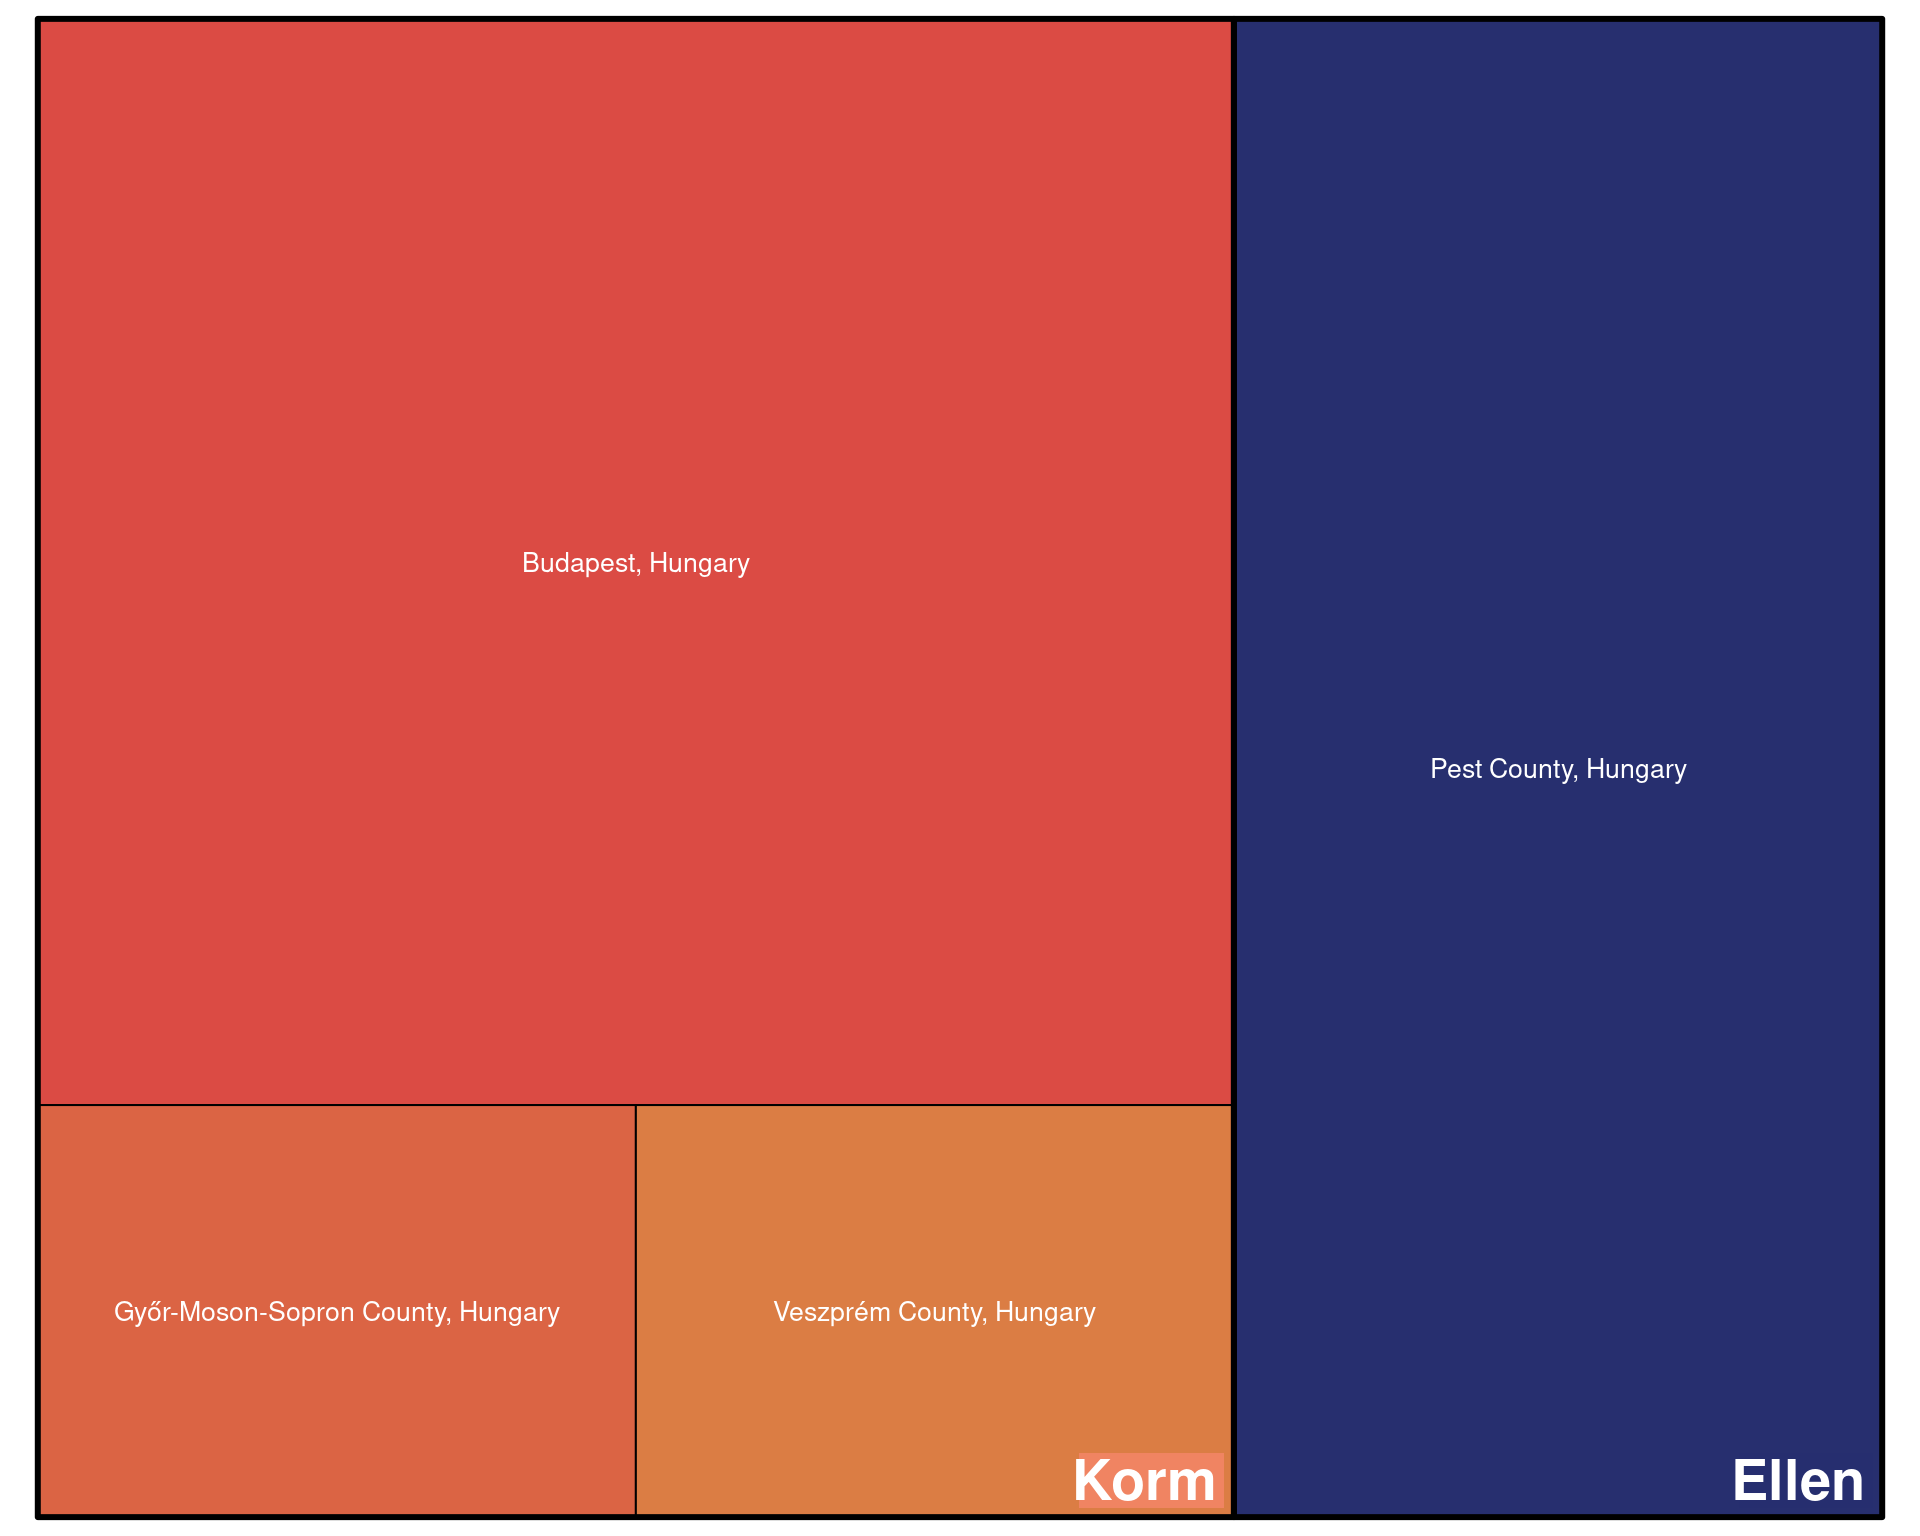 Budapest, Hungary
Pest County, Hungary
Győr-Moson-Sopron County, Hungary
Veszprém County, Hungary
Korm
Ellen